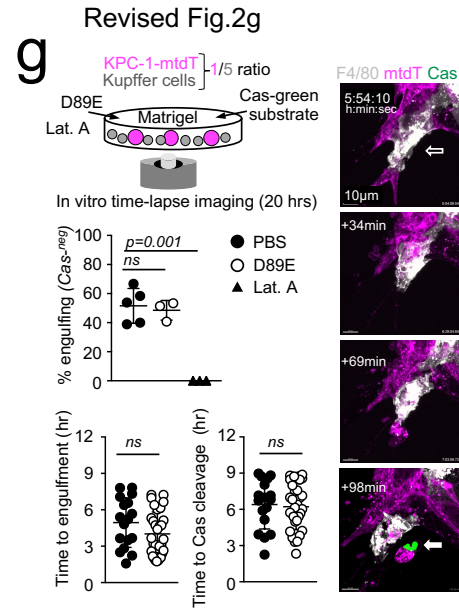 Revised Fig.2g
g
KPC-1-mtdT
Kupffer cells
1/5 ratio
D89E
Lat. A
Matrigel
Cas-green
substrate
In vitro time-lapse imaging (20 hrs)
% engulfing (Cas-neg)
100
80
60
40
20
0
p=0.001
ns
PBS
D89E
Lat. A
Time to engulfment (hr)
12
9
6
3
0
ns
Time to Cas cleavage (hr)
12
9
6
3
0
ns
F4/80 mtdT Cas
5:54:10
h:min:sec
10µm
+34min
+69min
+98min